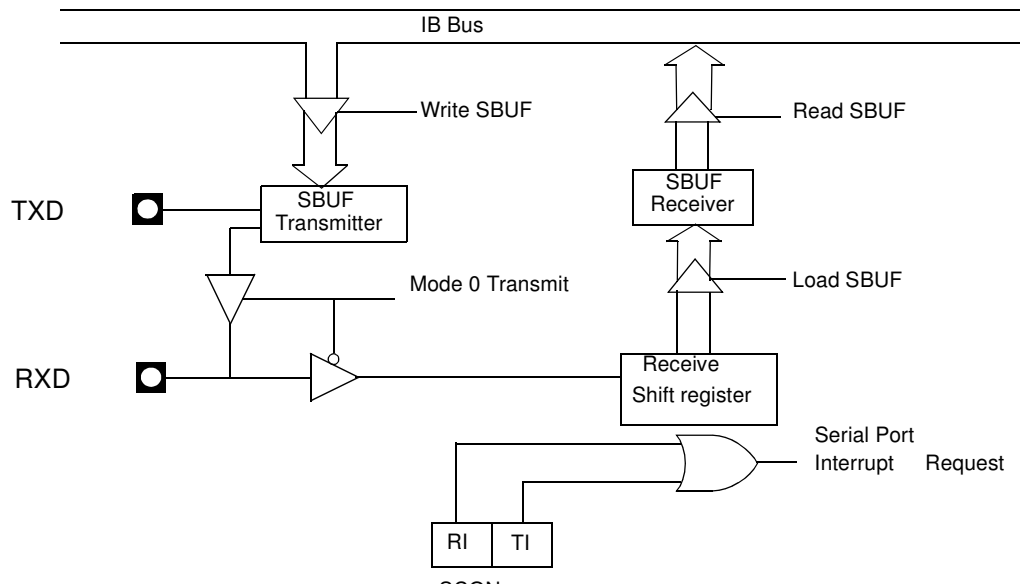 IB Bus
Write SBUF
Read SBUF
SBUF
Transmitter
SBUF
Receiver
TXD
Mode 0 Transmit
Load SBUF
RXD
Receive
Shift register
Serial Port
Interrupt Request
RI TI